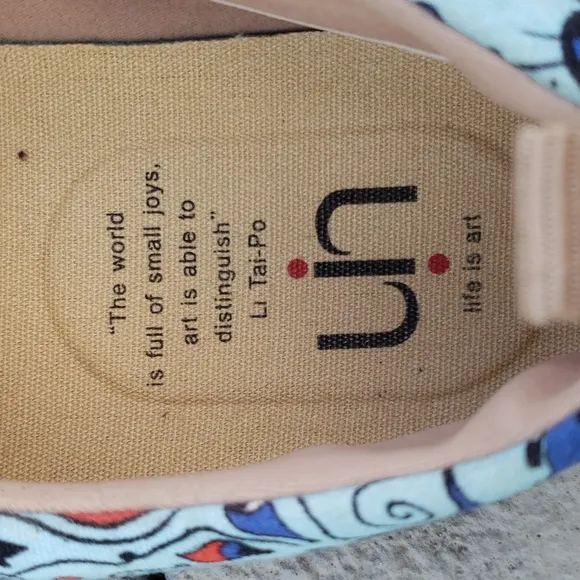 "The world
is full of small joys,
art is able to
distinguish"
Li Tai-Po
uin
life is art